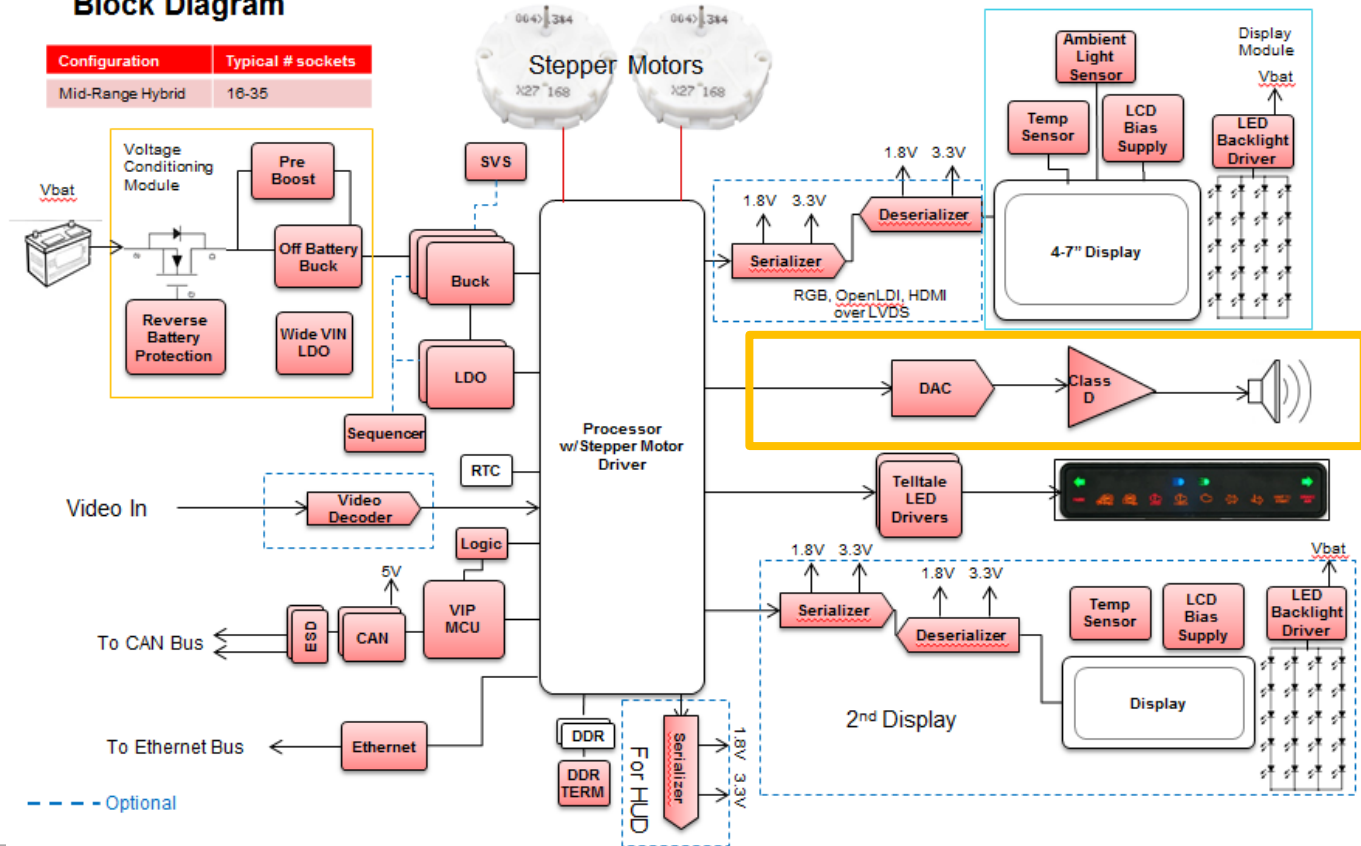 Block Diagram
Configuration
Typical # sockets
Mid-Range Hybrid
16-35
Stepper Motors
X27 168
X27 168
Voltage
Conditioning
Module
Vbat
Pre
Boost
Off Battery
Buck
Reverse
Battery
Protection
Wide VIN
LDO
SVS
Buck
LDO
Sequencer
RTC
Video In
Video
Decoder
Logic
5V
VIP
MCU
CAN
ESD
To CAN Bus
To Ethernet Bus
Ethernet
Optional
Processor
w/Stepper Motor
Driver
DDR
DDR
TERM
For HUD
Serializer
1.8V
3.3V
1.8V
3.3V
Serializer
1.8V
3.3V
Deserializer
RGB, OpenLDI, HDMI
over LVDS
Display
Module
Ambient
Light
Sensor
Temp
Sensor
LCD
Bias
Supply
Vbat
LED
Backlight
Driver
4-7” Display
DAC
Class
D
Telltale
LED
Drivers
1.8V
3.3V
Serializer
1.8V
3.3V
Deserializer
2nd Display
Temp
Sensor
LCD
Bias
Supply
Vbat
LED
Backlight
Driver
Display